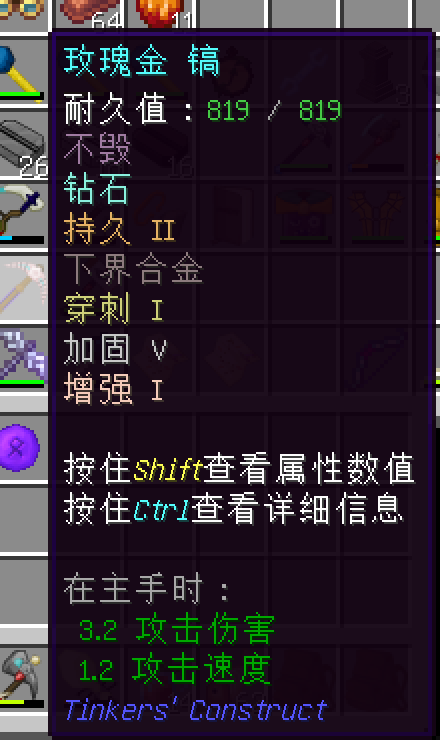 64 11
玫瑰金 镐
耐久值：819 / 819
不毁
钻石
持久 II
下界合金
穿刺 I
加固 V
增强 I
按住Shift查看属性数值
按住Ctrl查看详细信息
在主手时：
3.2 攻击伤害
1.2 攻击速度
Tinkers' Construct
26